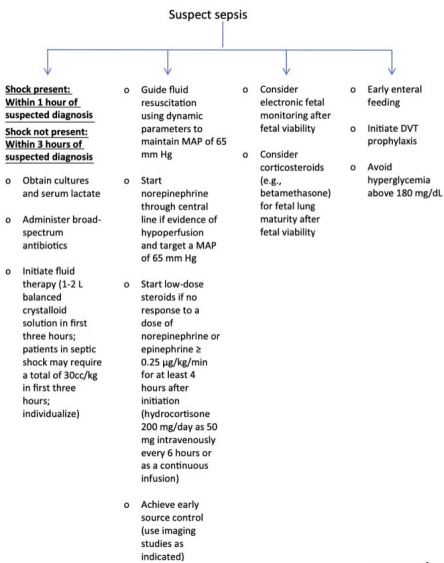 Suspect sepsis
Shock present:
Within 1 hour of
suspected diagnosis
Shock not present:
Within 3 hours of
suspected diagnosis
o Obtain cultures
and serum lactate
o Administer broad-
spectrum
antibiotics
o Initiate fluid
therapy (1-2 L
balanced
crystalloid
solution in first
three hours;
patients in septic
shock may require
a total of 30cc/kg
in first three
hours;
individualize)
o Guide fluid
resuscitation
using dynamic
parameters to
maintain MAP of 65
mm Hg
o Start
norepinephrine
through central
line if evidence of
hypoperfusion
and target a MAP
of 65 mm Hg
o Start low-dose
steroids if no
response to a
dose of
norepinephrine or
epinephrine ≥
0.25 µg/kg/min
for at least 4
hours after
initiation
(hydrocortisone
200 mg/day as 50
mg intravenously
every 6 hours or
as a continuous
infusion)
o Achieve early
source control
(use imaging
studies as
indicated)
o Consider
electronic fetal
monitoring after
fetal viability
o Consider
corticosteroids
(e.g.,
betamethasone)
for fetal lung
maturity after
fetal viability
o Early enteral
feeding
o Initiate DVT
prophylaxis
o Avoid
hyperglycemia
above 180 mg/dL